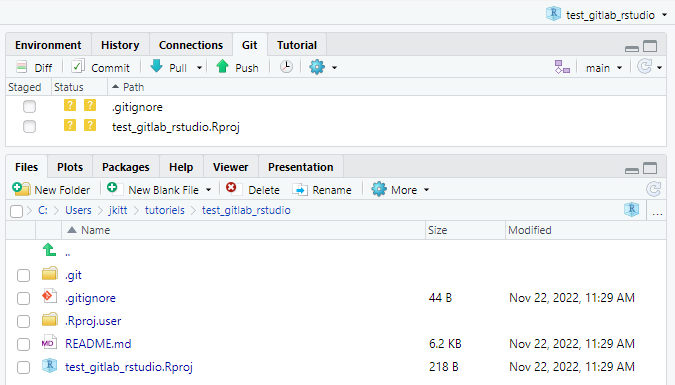 test_gitlab_rstudio
Environment History Connections Git Tutorial
Diff Commit Pull Push main
Staged Status Path
? ? .gitignore
? ? test_gitlab_rstudio.Rproj
Files Plots Packages Help Viewer Presentation
New Folder New Blank File Delete Rename More
C: Users jkitt tutoriels test_gitlab_rstudio R ...
Name Size Modified
..
.git
.gitignore 44 B Nov 22, 2022, 11:29 AM
.Rproj.user
MD README.md 6.2 KB Nov 22, 2022, 11:29 AM
R test_gitlab_rstudio.Rproj 218 B Nov 22, 2022, 11:29 AM